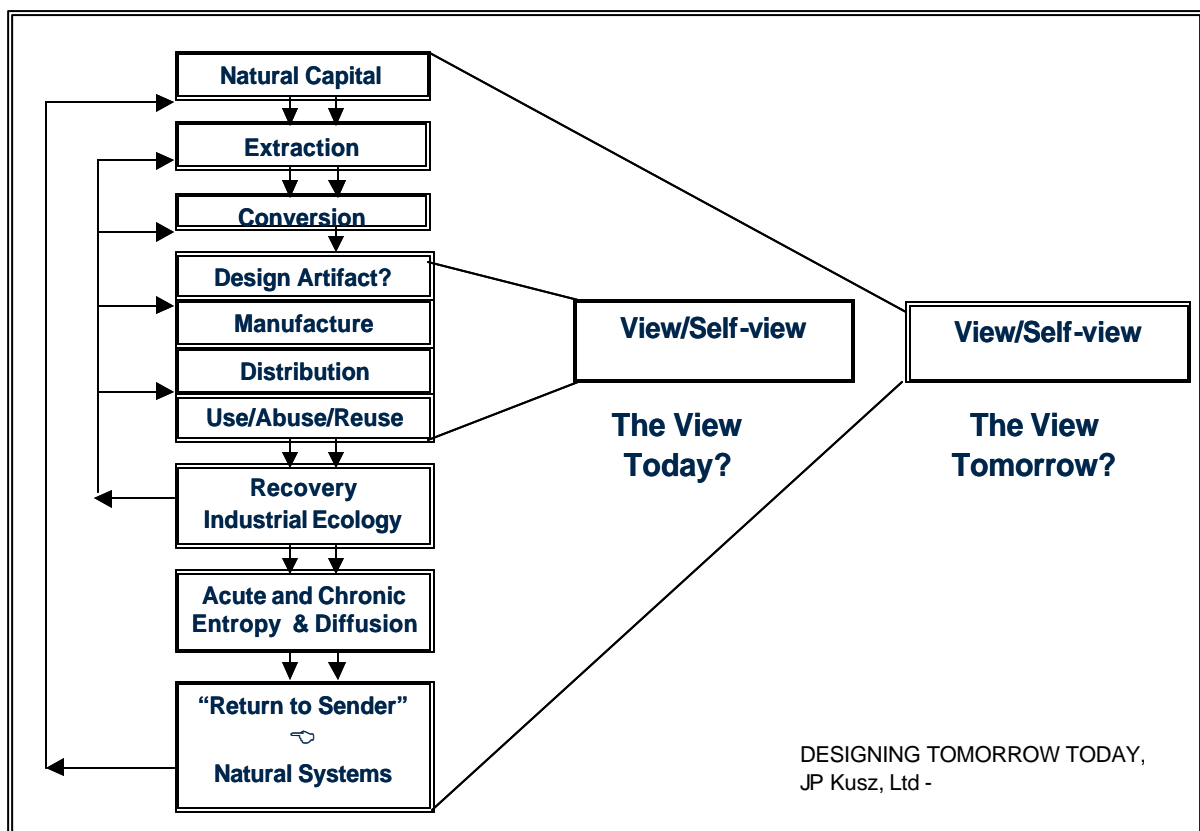 Natural Capital
Extraction
Conversion
Design Artifact?
Manufacture
Distribution
Use/Abuse/Reuse
Recovery
Industrial Ecology
Acute and Chronic
Entropy & Diffusion
“Return to Sender”
Natural Systems
View/Self-view
The View
Today?
View/Self-view
The View
Tomorrow?
DESIGNING TOMORROW TODAY,
JP Kusz, Ltd -